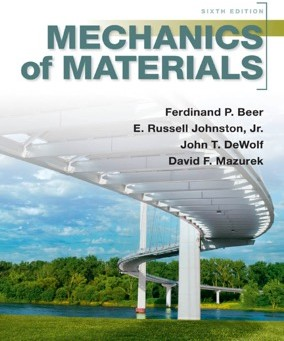 SIXTH EDITION
MECHANICS
of MATERIALS
Ferdinand P. Beer
E. Russell Johnston, Jr.
John T. DeWolf
David F. Mazurek